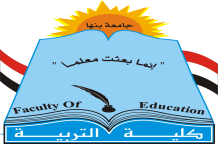 جامعة بنها
" إنما بعثت معلما "
Faculty Of Education
كلية التربية